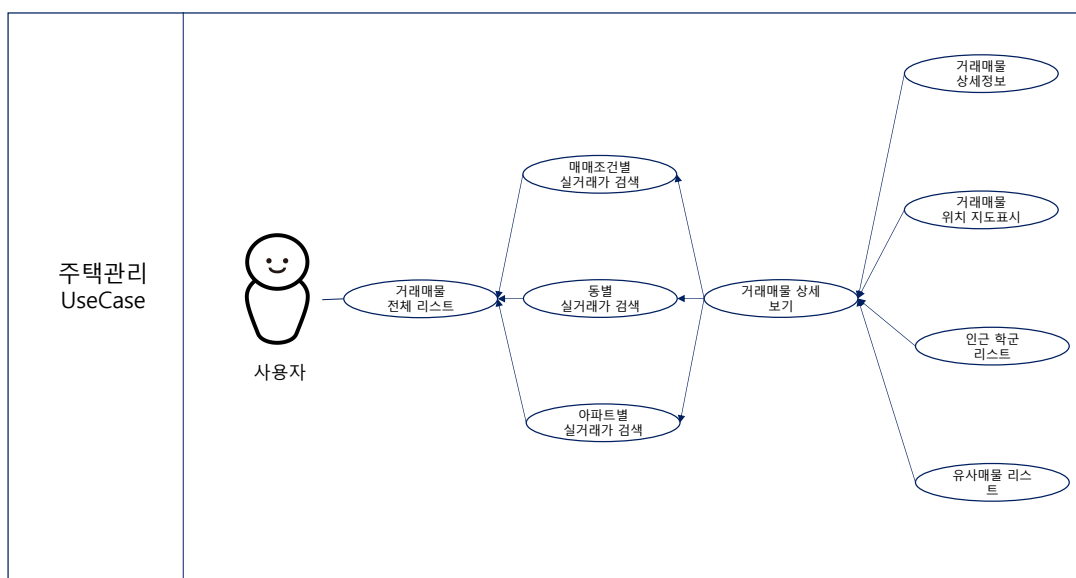 주택관리
UseCase
사용자
거래매물
전체 리스트
매매조건별
실거래가 검색
동별
실거래가 검색
아파트별
실거래가 검색
거래매물 상세
보기
거래매물
상세정보
거래매물
위치 지도표시
인근 학군
리스트
유사매물 리스
트